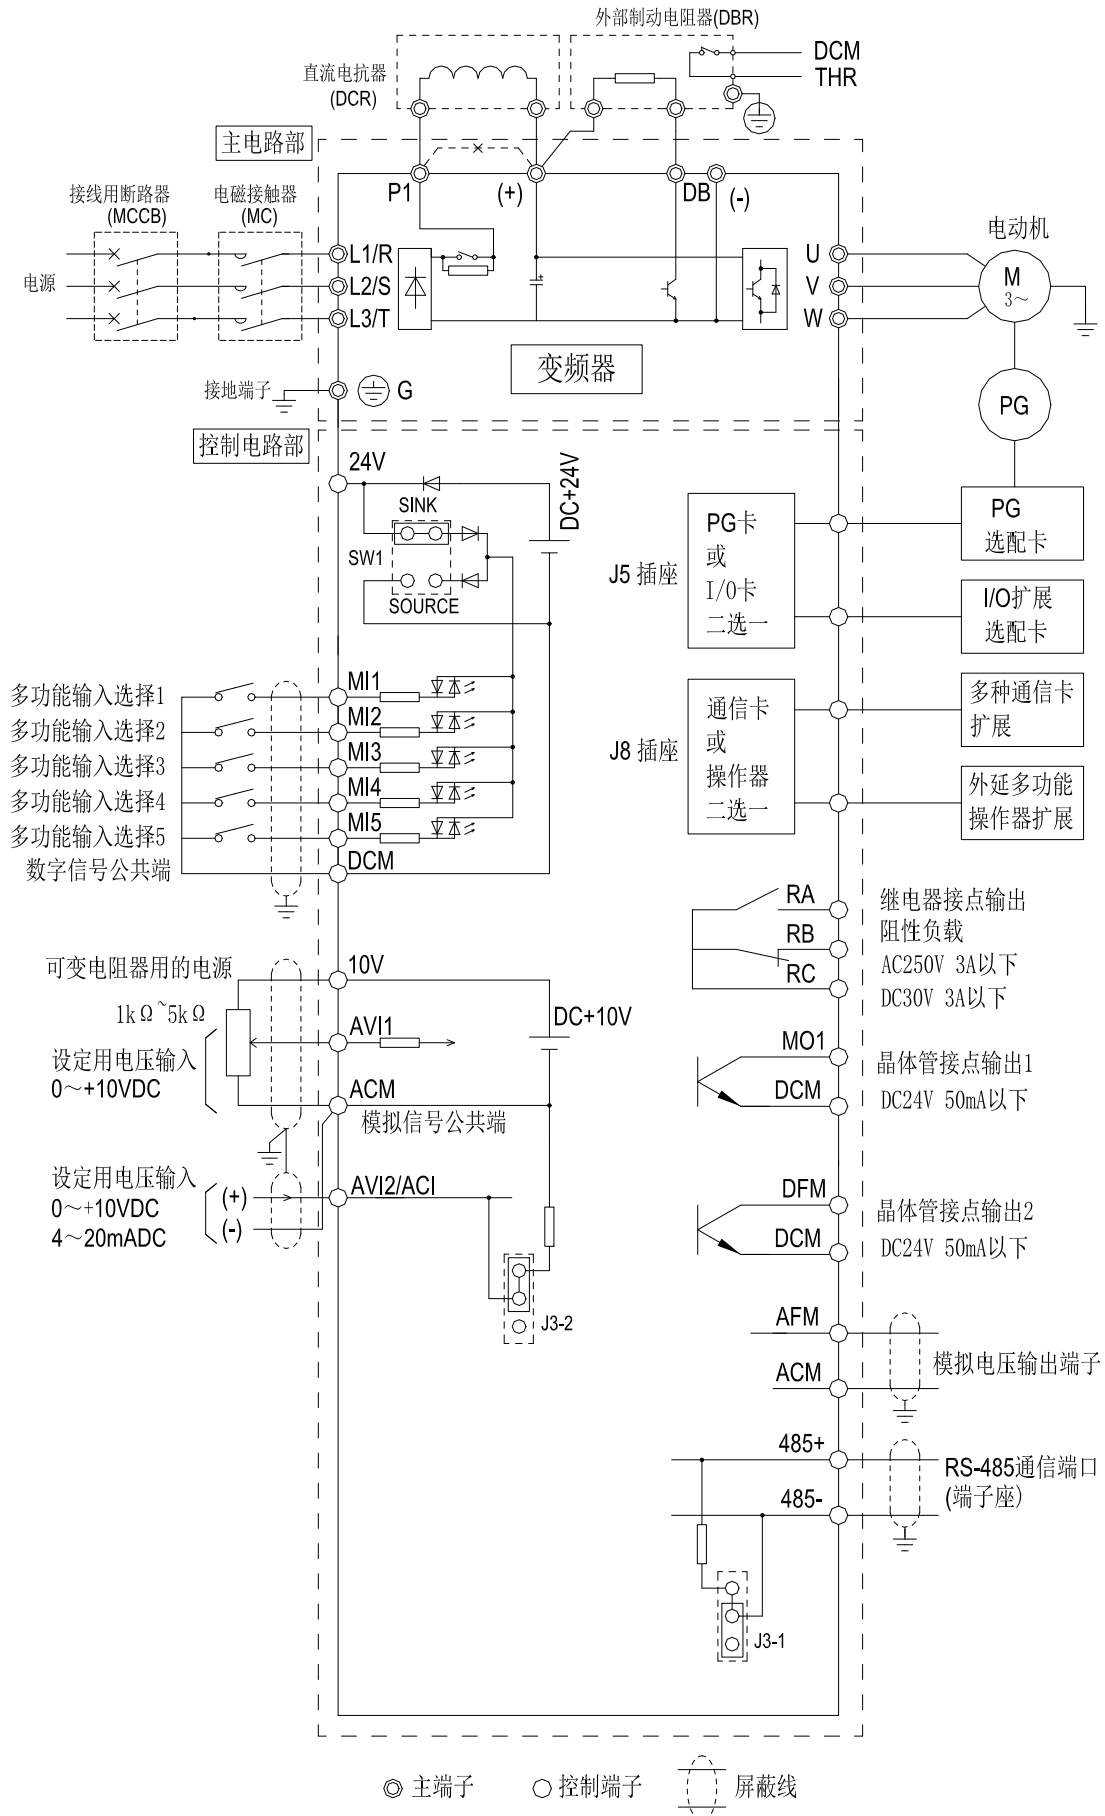 外部制动电阻器(DBR)
DCM
THR
直流电抗器
(DCR)
主电路部
P1
(+)
DB
(-)
接线用断路器
(MCCB)
电磁接触器
(MC)
电源
L1/R
L2/S
L3/T
U
V
W
电动机
M
3～
变频器
接地端子
G
PG
控制电路部
24V
SINK
SW1
SOURCE
DC+24V
J5 插座
PG卡
或
I/O卡
二选一
PG
选配卡
I/O扩展
选配卡
J8 插座
通信卡
或
操作器
二选一
多种通信卡
扩展
外延多功能
操作器扩展
多功能输入选择1
MI1
多功能输入选择2
MI2
多功能输入选择3
MI3
多功能输入选择4
MI4
多功能输入选择5
MI5
数字信号公共端
DCM
RA
RB
RC
继电器接点输出
阻性负载
AC250V 3A以下
DC30V 3A以下
可变电阻器用的电源
10V
1kΩ~5kΩ
AVI1
DC+10V
设定用电压输入
0～+10VDC
ACM
模拟信号公共端
MO1
DCM
晶体管接点输出1
DC24V 50mA以下
设定用电压输入
0～+10VDC
4～20mADC
(+)
(-)
AVI2/ACI
J3-2
DFM
DCM
晶体管接点输出2
DC24V 50mA以下
AFM
ACM
模拟电压输出端子
485+
485-
RS-485通信端口
(端子座)
J3-1
主端子
控制端子
屏蔽线